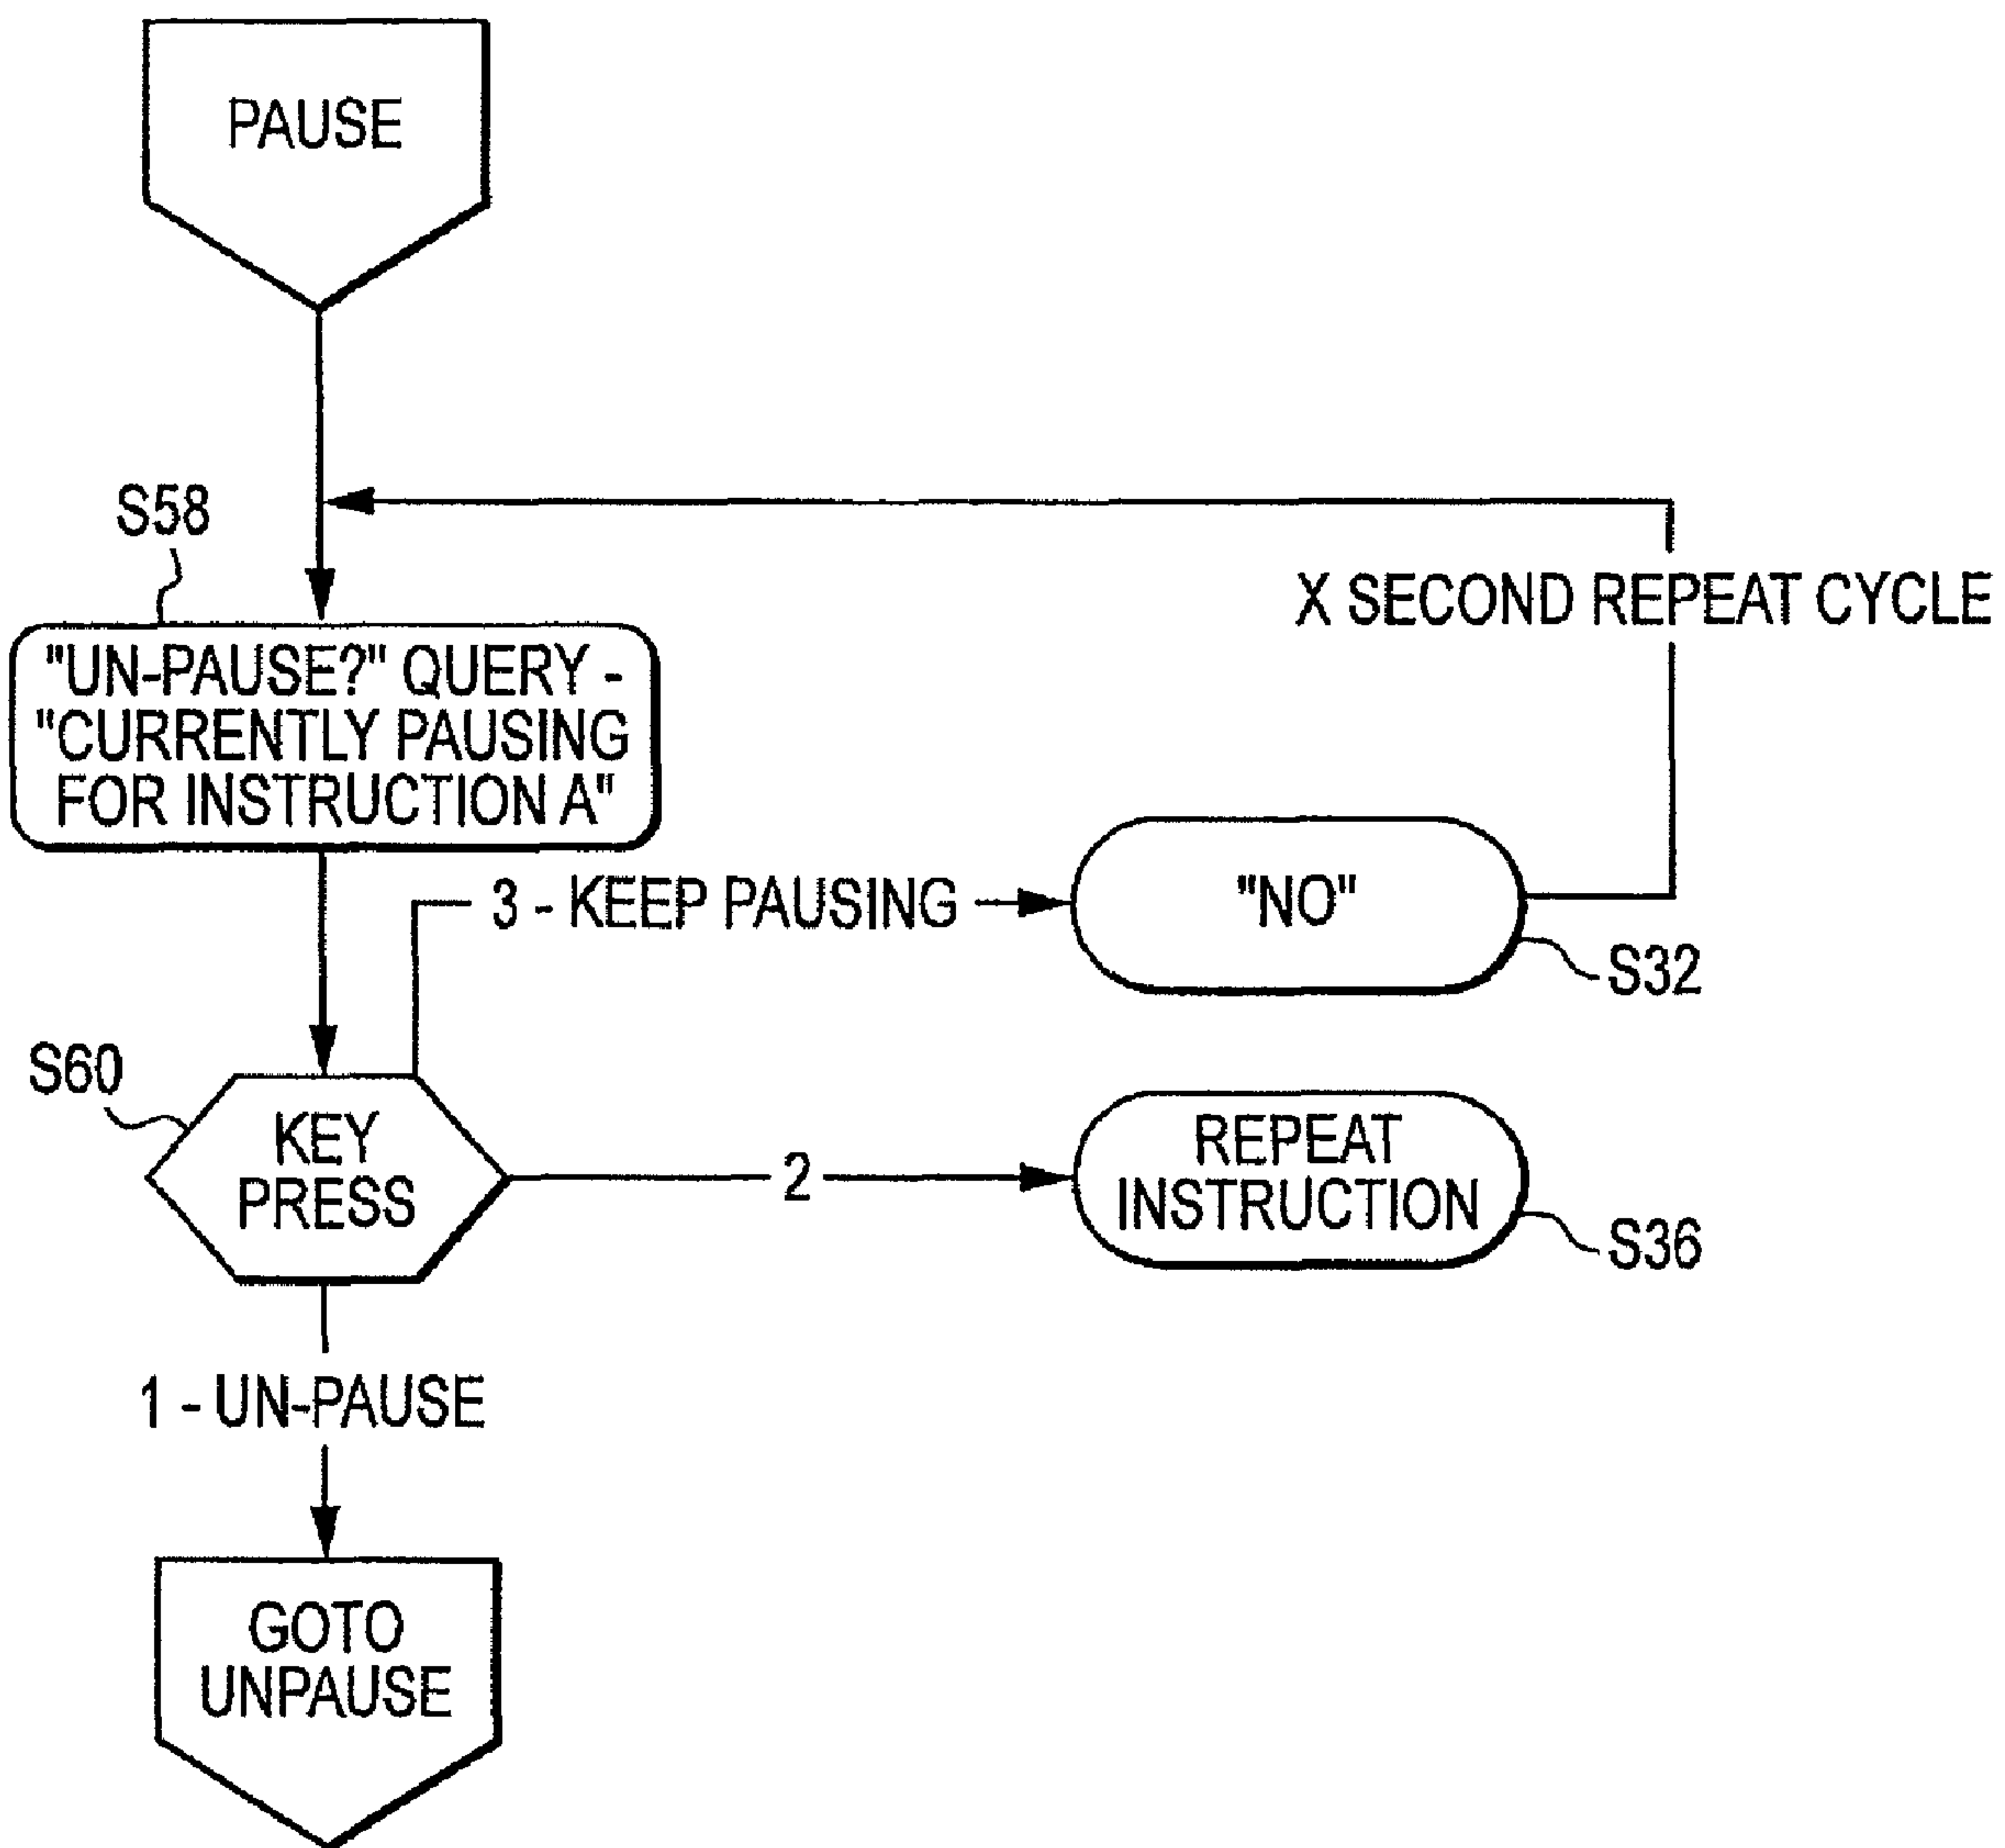 PAUSE
S58
X SECOND REPEAT CYCLE
"UN-PAUSE?" QUERY -
"CURRENTLY PAUSING
FOR INSTRUCTION A"
3 - KEEP PAUSING
"NO"
S32
S60
KEY
PRESS
2
REPEAT
INSTRUCTION
S36
1 - UN-PAUSE
GOTO
UNPAUSE